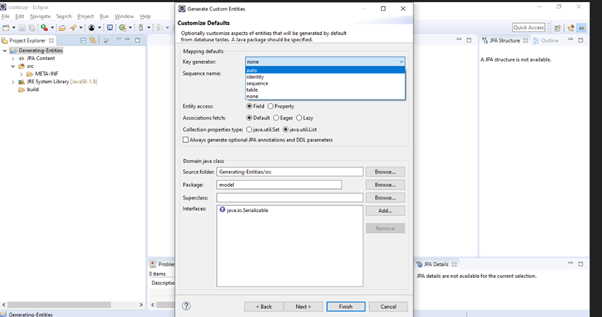 codezup - Eclipse
File Edit Navigate Search Project Run Window Help
Quick Access
Project Explorer
Generating-Entities
JPA Content
src
META-INF
JRE System Library [JavaSE-1.8]
build
Generate Custom Entities
Customize Defaults
Optionally customize aspects of entities that will be generated by default
from database tables. A Java package should be specified.
Mapping defaults
Key generator: none
auto
identity
sequence
table
none
Sequence name:
Entity access: Field Property
Associations fetch: Default Eager Lazy
Collection properties type: java.util.Set java.util.List
Always generate optional JPA annotations and DDL parameters
Domain java class
Source folder: Generating-Entities/src Browse...
Package: model Browse...
Superclass: Browse...
Interfaces: java.io.Serializable Add...
Remove
< Back Next > Finish Cancel
JPA Structure Outline
A JPA structure is not available.
Problem
0 items
Descriptio
JPA Details
JPA details are not available for the current selection.
Generating-Entities